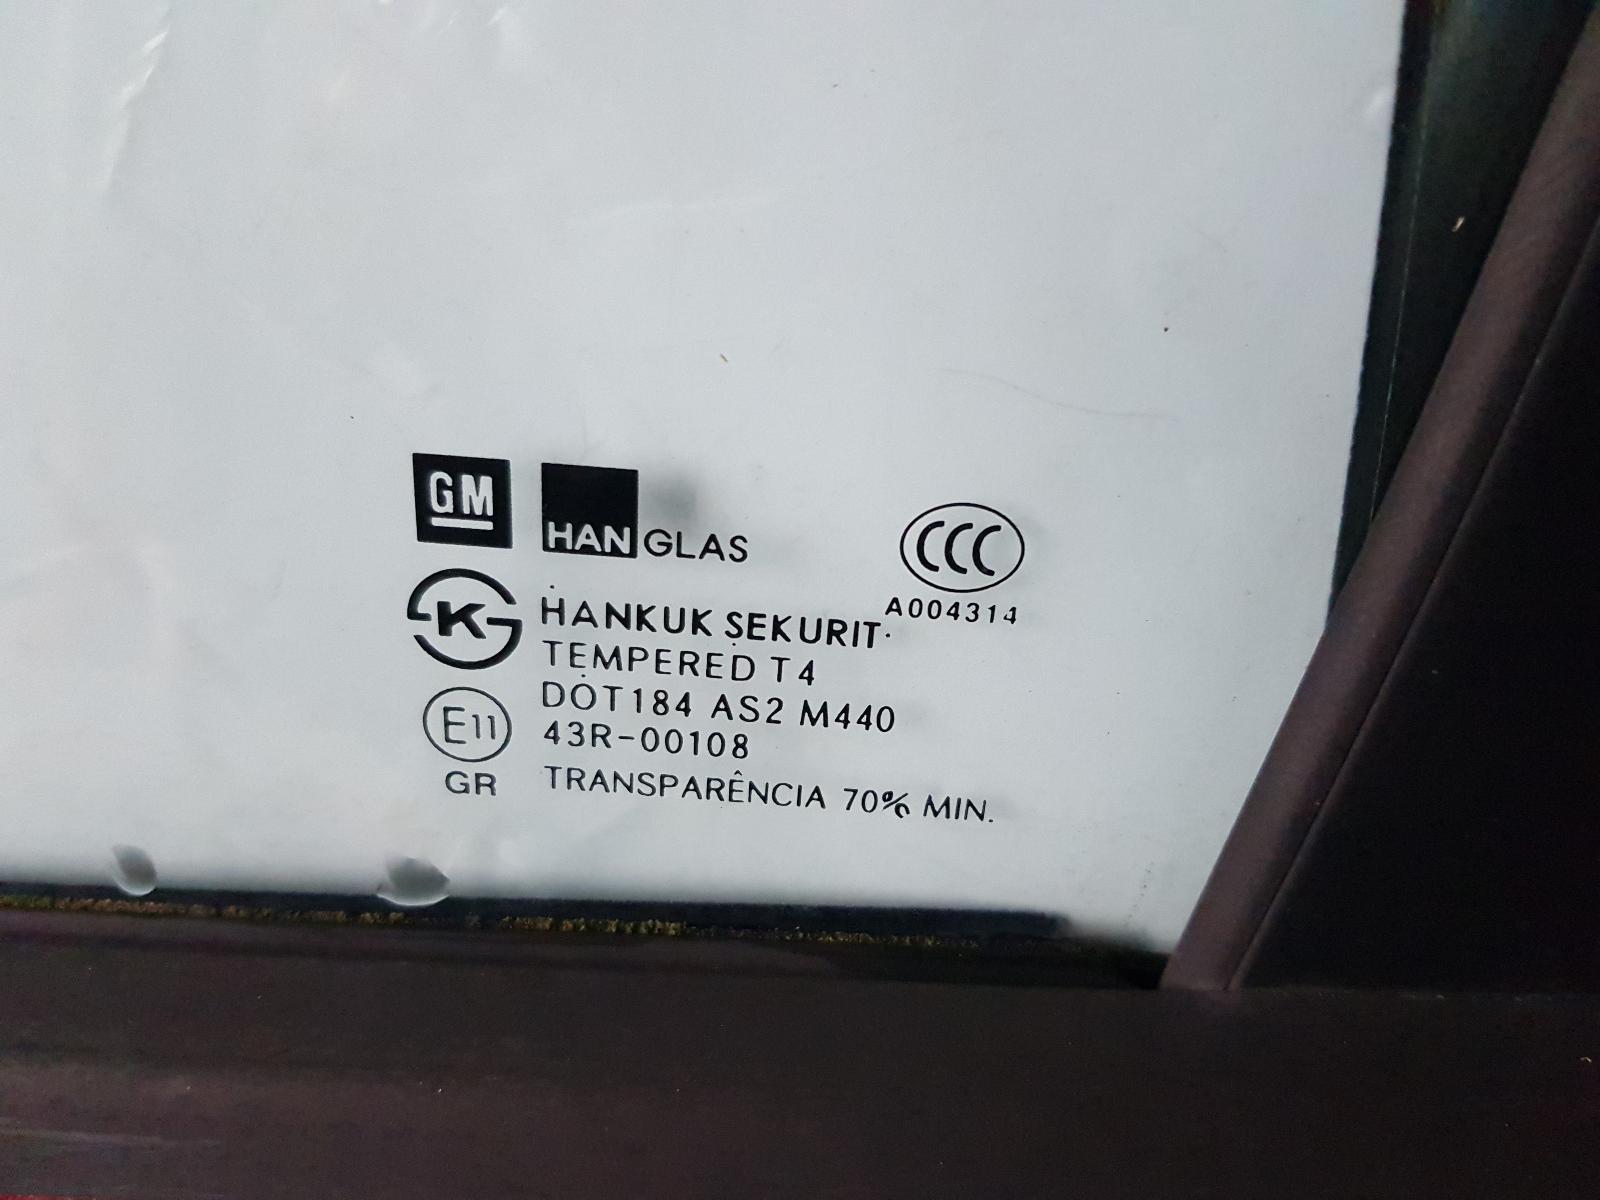 GM HAN GLAS
CCC
A004314
K HANKUK SEKURIT
TEMPERED T4
DOT184 AS2 M440
E11 43R-00108
GR TRANSPARÊNCIA 70% MIN.